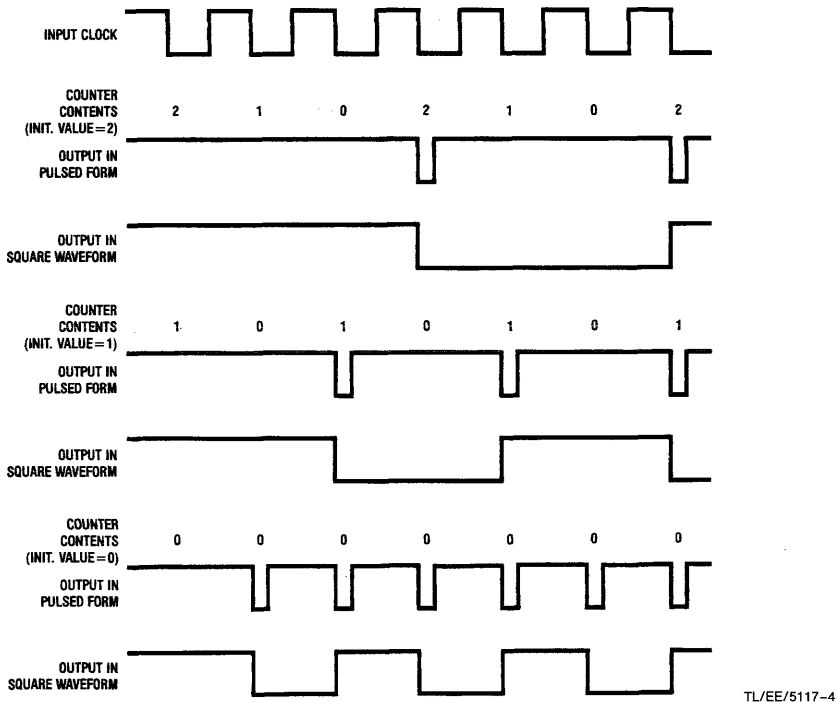 INPUT CLOCK
COUNTER
CONTENTS
(INIT. VALUE=2)
2 1 0 2 1 0 2
OUTPUT IN
PULSED FORM
OUTPUT IN
SQUARE WAVEFORM
COUNTER
CONTENTS
(INIT. VALUE=1)
1 0 1 0 1 0 1
OUTPUT IN
PULSED FORM
OUTPUT IN
SQUARE WAVEFORM
COUNTER
CONTENTS
(INIT. VALUE=0)
0 0 0 0 0 0 0
OUTPUT IN
PULSED FORM
OUTPUT IN
SQUARE WAVEFORM
TL/EE/5117-4